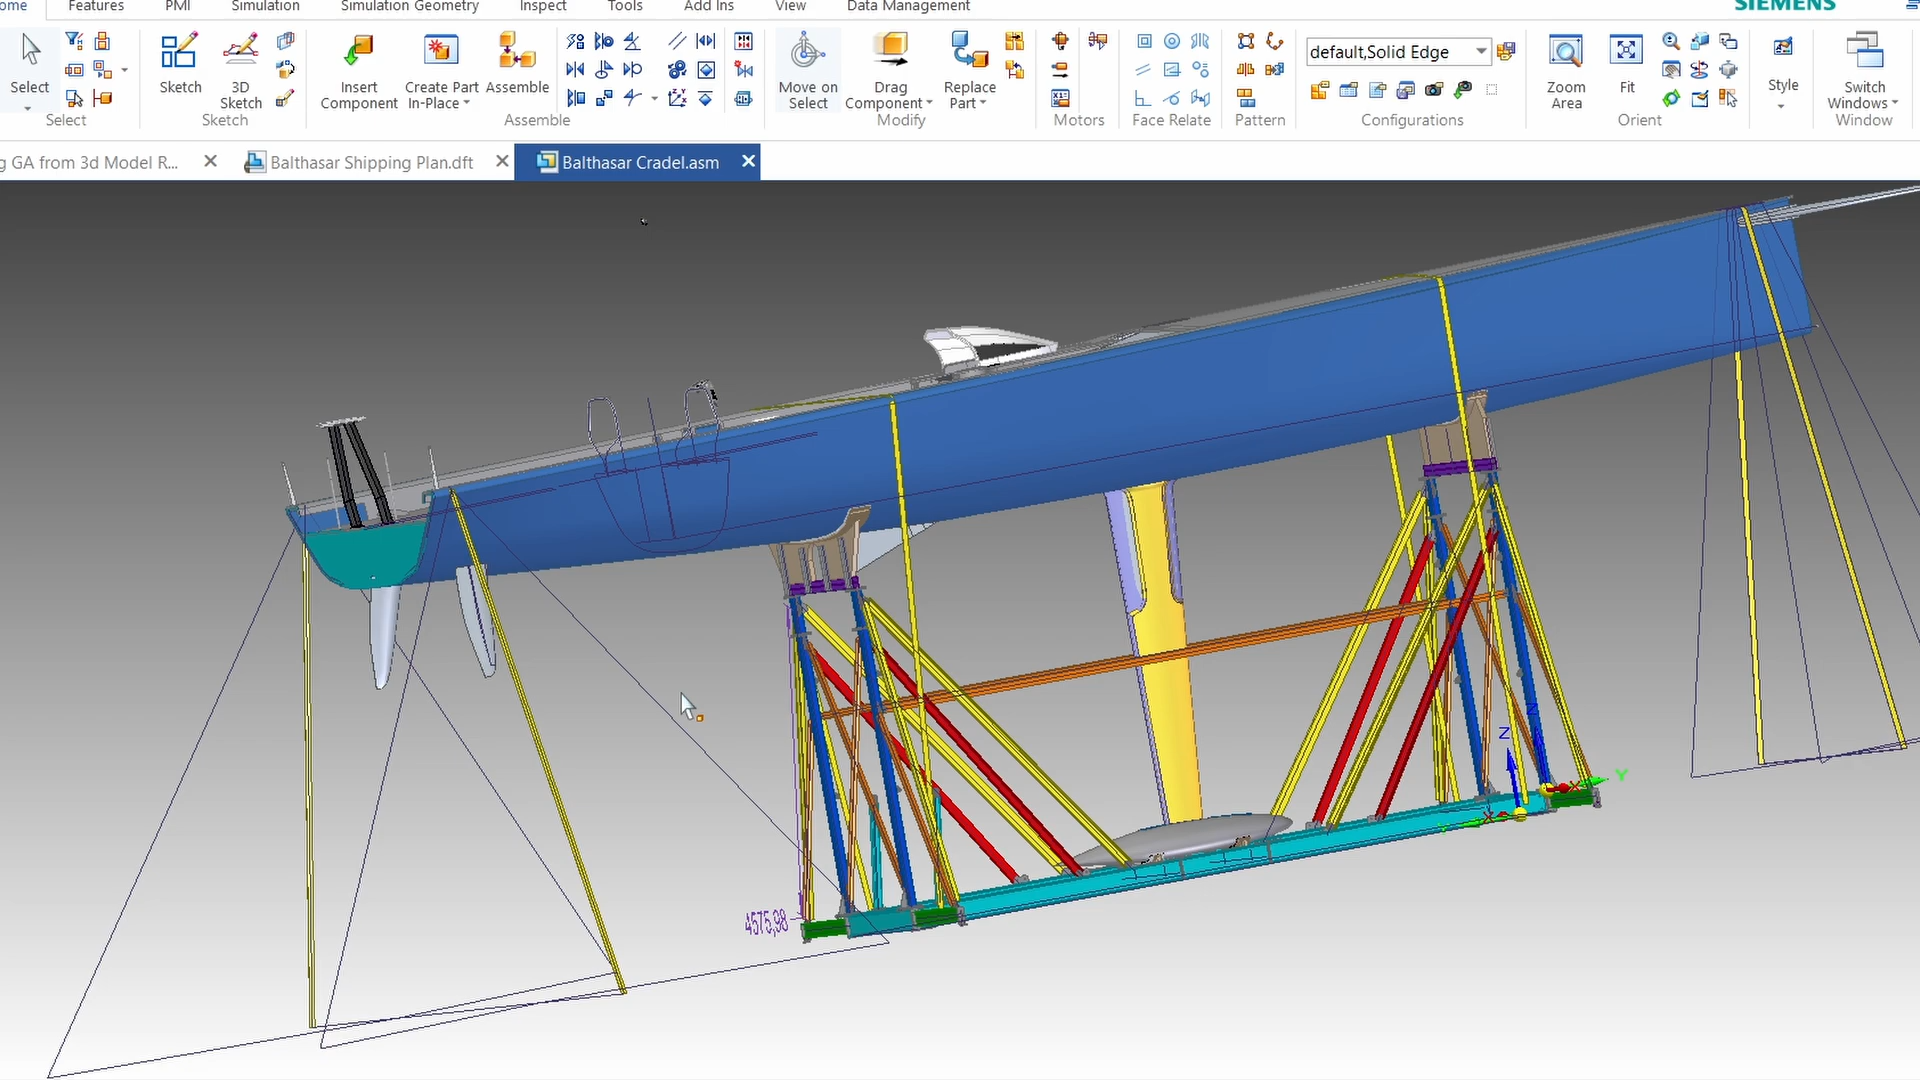 ome Features PMI Simulation Simulation Geometry Inspect Tools Add Ins View Data Management
SIEMENS
Select
Select
Sketch
3D Sketch
Sketch
Insert Component
Create Part In-Place
Assemble
Assemble
Move on Select
Drag Component
Replace Part
Modify
Motors
Face Relate
Pattern
default,Solid Edge
Configurations
Zoom Area
Fit
Orient
Style
Switch Windows
Window
g GA from 3d Model R...
Balthasar Shipping Plan.dft
Balthasar Cradel.asm
Z
Z
X
Y
X
Y
4575,98